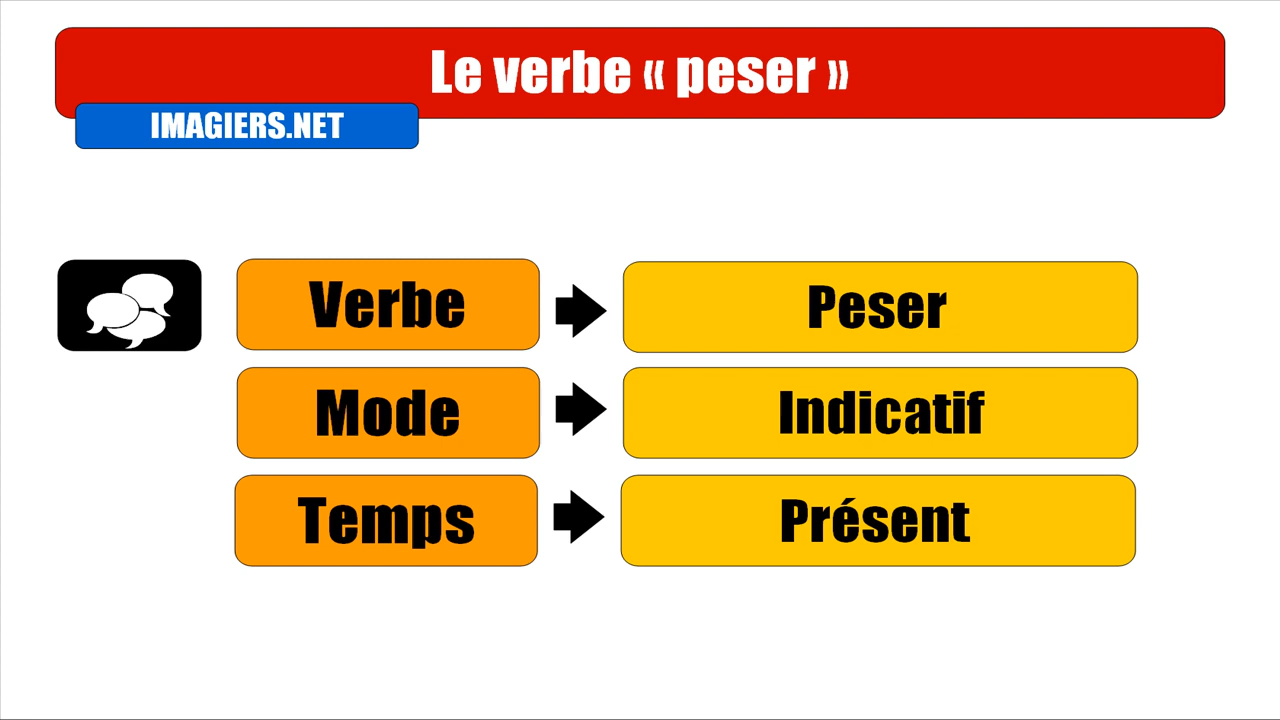 Le verbe « peser »
IMAGIERS.NET
Verbe
Peser
Mode
Indicatif
Temps
Présent